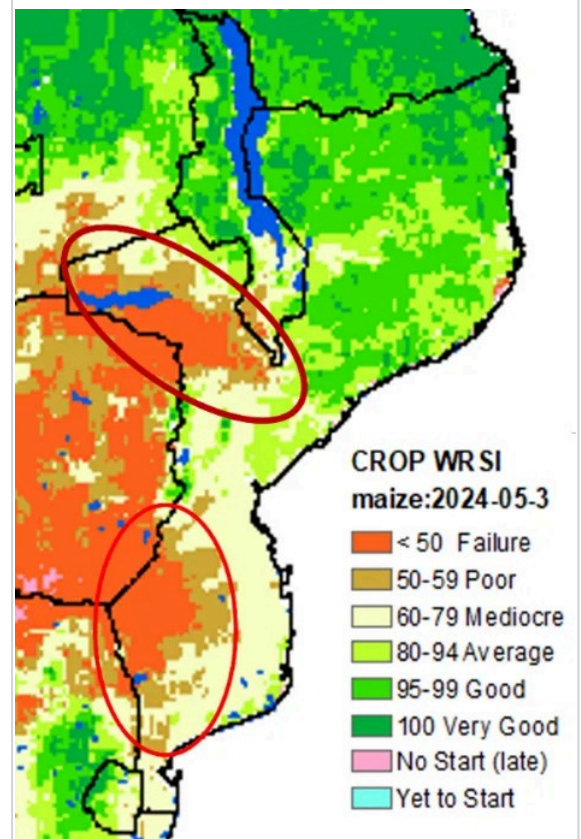 CROP WRSI
maize:2024-05-3
< 50 Failure
50-59 Poor
60-79 Mediocre
80-94 Average
95-99 Good
100 Very Good
No Start (late)
Yet to Start